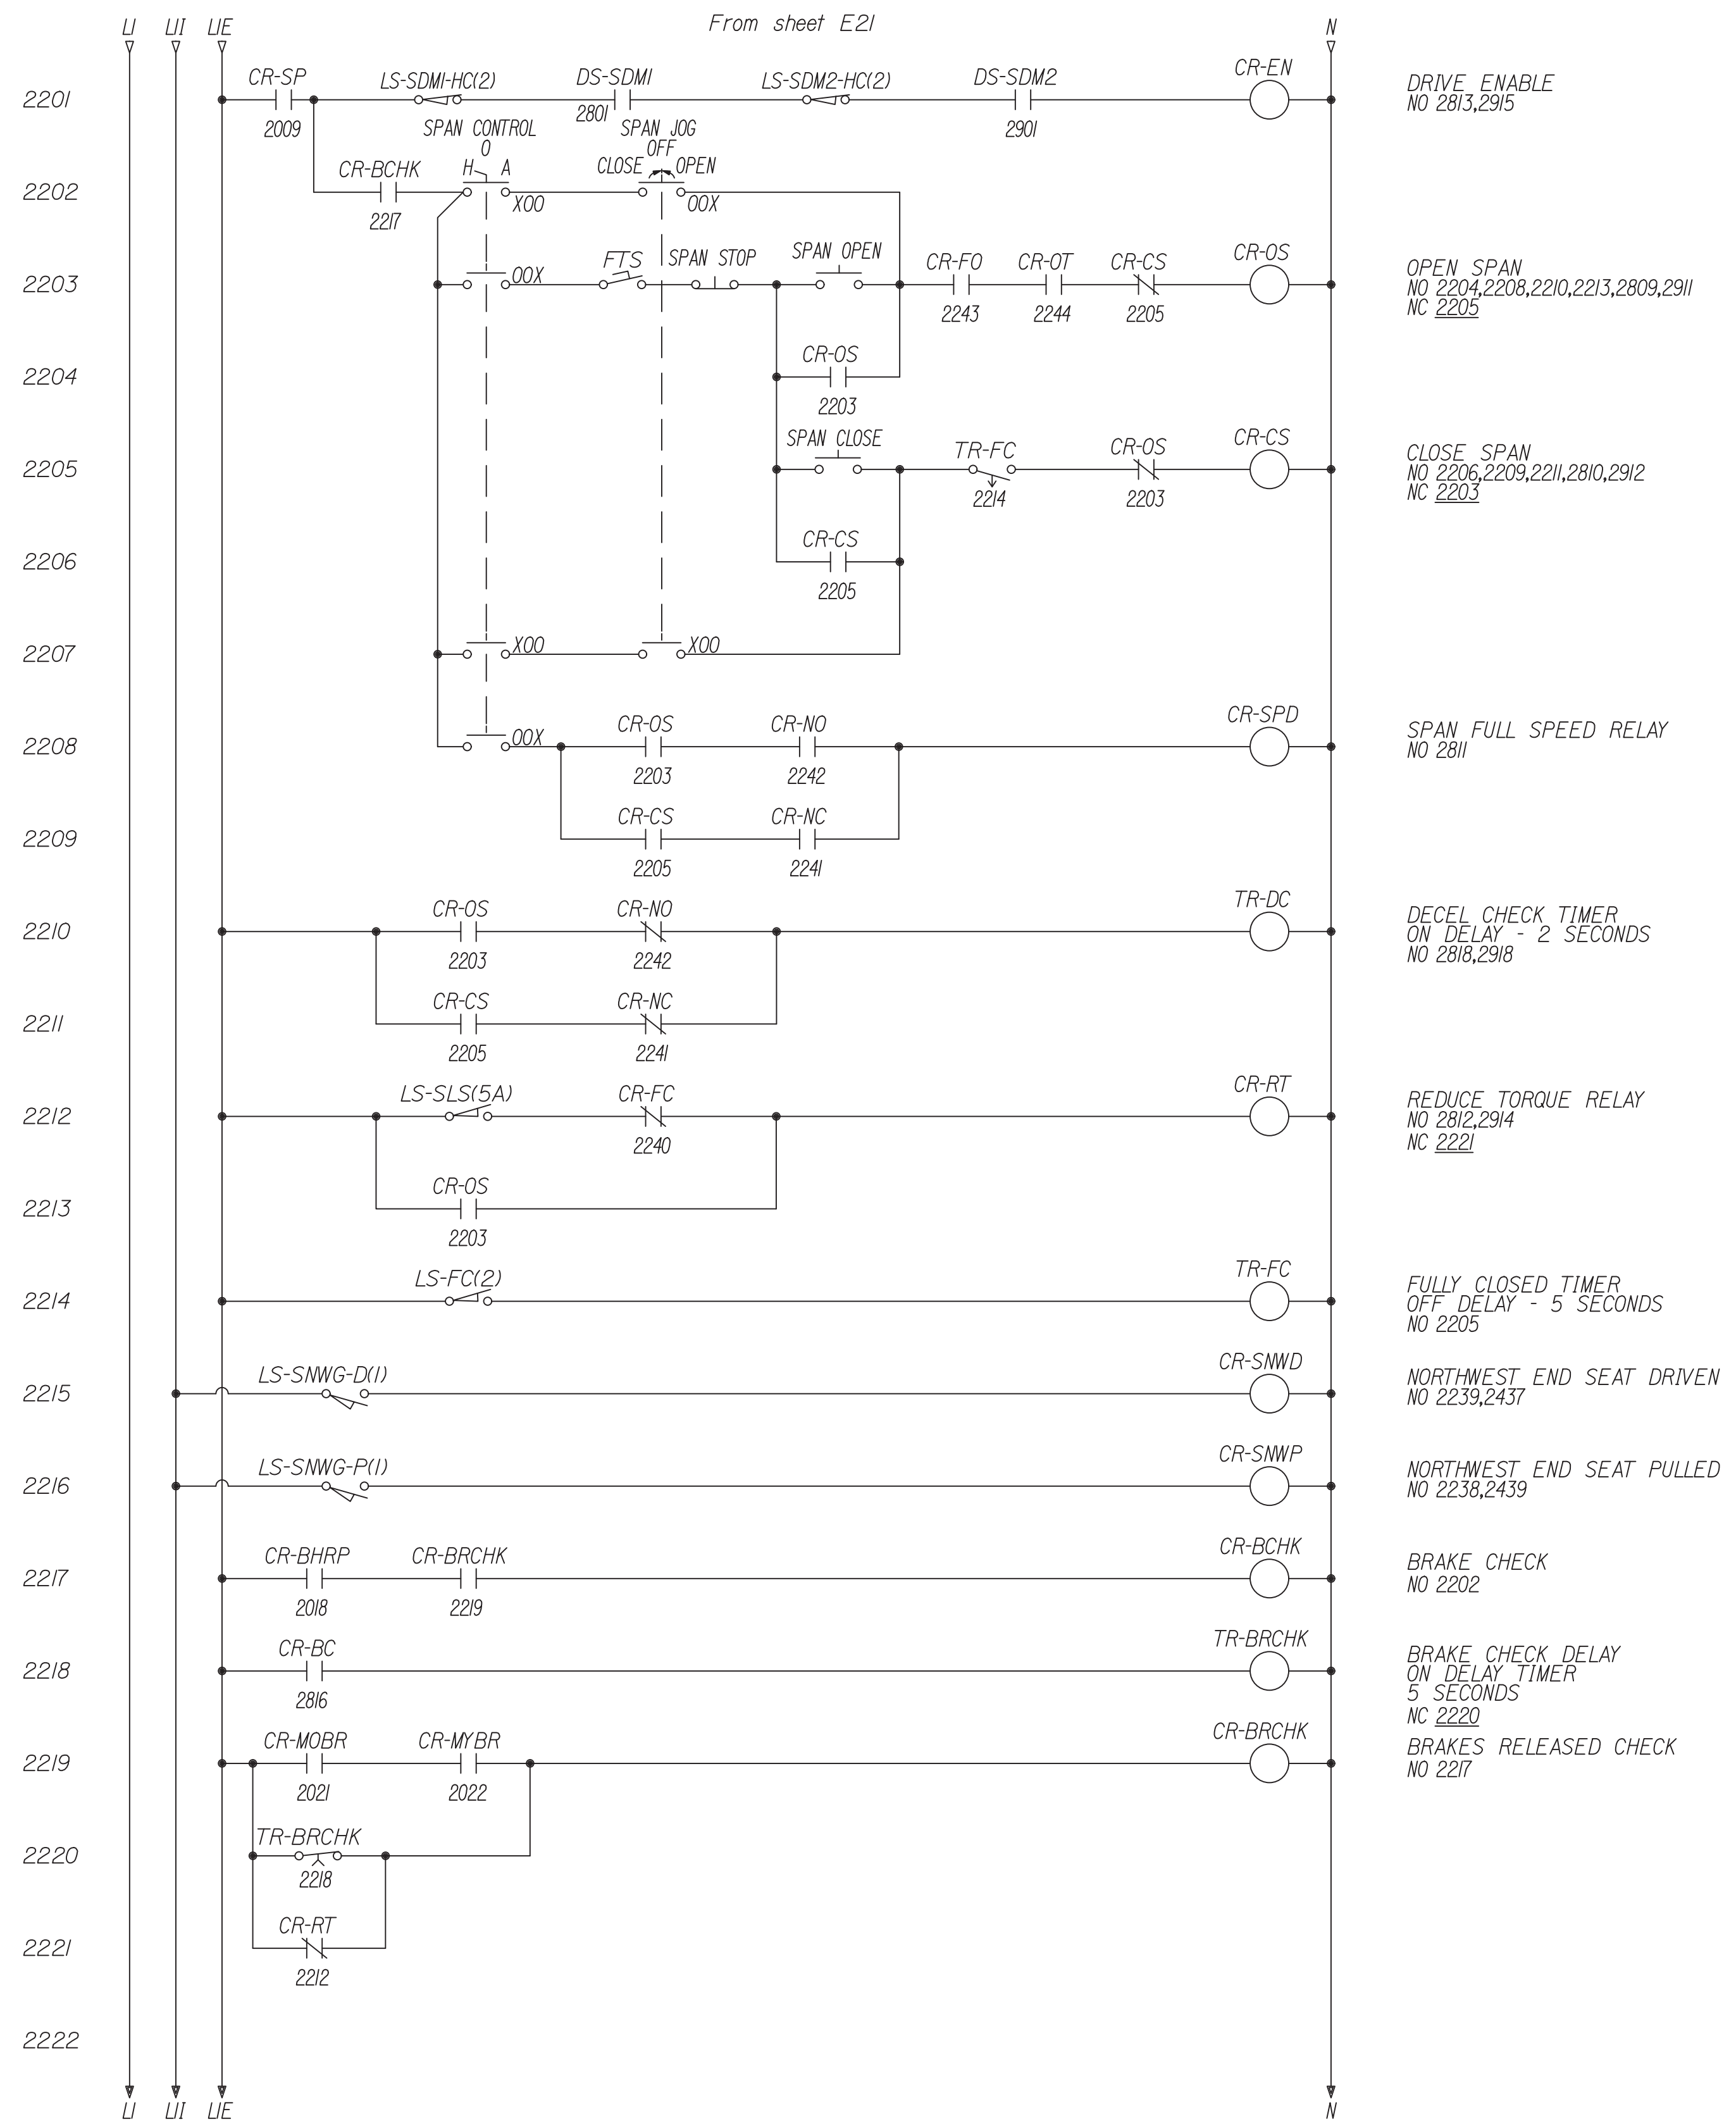 From sheet E21
L1 L1I L1E N
CR-SP LS-SDM1-HC(2) DS-SDM1 LS-SDM2-HC(2) DS-SDM2 CR-EN
2201
2009 2801 2901
DRIVE ENABLE
NO 2813,2915
SPAN CONTROL SPAN JOG
O OFF
CR-BCHK H A CLOSE OPEN
2202
2217 X00 00X
FTS SPAN STOP SPAN OPEN CR-FO CR-OT CR-CS CR-OS
2203 00X
2243 2244 2205
OPEN SPAN
NO 2204,2208,2210,2213,2809,2911
NC 2205
CR-OS
2204
2203
SPAN CLOSE TR-FC CR-OS CR-CS
2205
2214 2203
CLOSE SPAN
NO 2206,2209,2211,2810,2912
NC 2203
CR-CS
2206
2205
2207 X00 X00
CR-OS CR-NO CR-SPD
2208 00X
2203 2242
SPAN FULL SPEED RELAY
NO 2811
CR-CS CR-NC
2209
2205 2241
CR-OS CR-NO TR-DC
2210
2203 2242
DECEL CHECK TIMER
ON DELAY - 2 SECONDS
NO 2818,2918
CR-CS CR-NC
2211
2205 2241
LS-SLS(5A) CR-FC CR-RT
2212
2240
REDUCE TORQUE RELAY
NO 2812,2914
NC 2221
CR-OS
2213
2203
LS-FC(2) TR-FC
2214
FULLY CLOSED TIMER
OFF DELAY - 5 SECONDS
NO 2205
LS-SNWG-D(1) CR-SNWD
2215
NORTHWEST END SEAT DRIVEN
NO 2239,2437
LS-SNWG-P(1) CR-SNWP
2216
NORTHWEST END SEAT PULLED
NO 2238,2439
CR-BHRP CR-BRCHK CR-BCHK
2217
2018 2219
BRAKE CHECK
NO 2202
CR-BC TR-BRCHK
2218
2816
BRAKE CHECK DELAY
ON DELAY TIMER
5 SECONDS
NC 2220
CR-MOBR CR-MYBR CR-BRCHK
2219
2021 2022
BRAKES RELEASED CHECK
NO 2217
TR-BRCHK
2220
2218
CR-RT
2221
2212
2222
L1 L1I L1E N